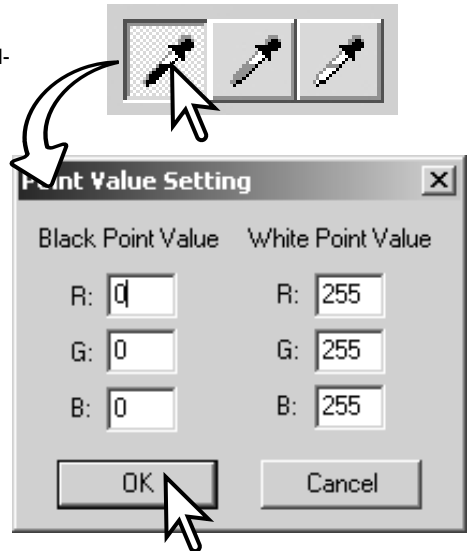 Point Value Setting
Black Point Value White Point Value
R: 0 R: 255
G: 0 G: 255
B: 0 B: 255
OK Cancel